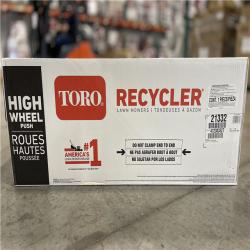 HIGH
WHEEL
PUSH
ROUES
HAUTES
POUSSÉE
TORO
RECYCLER
LAWN MOWERS | TONDEUSES À GAZON
AMERICA'S
#1
DO NOT CLAMP END TO END
NE PAS AGRAFER BOUT À BOUT
NO SUJETAR POR LOS LADOS
21332